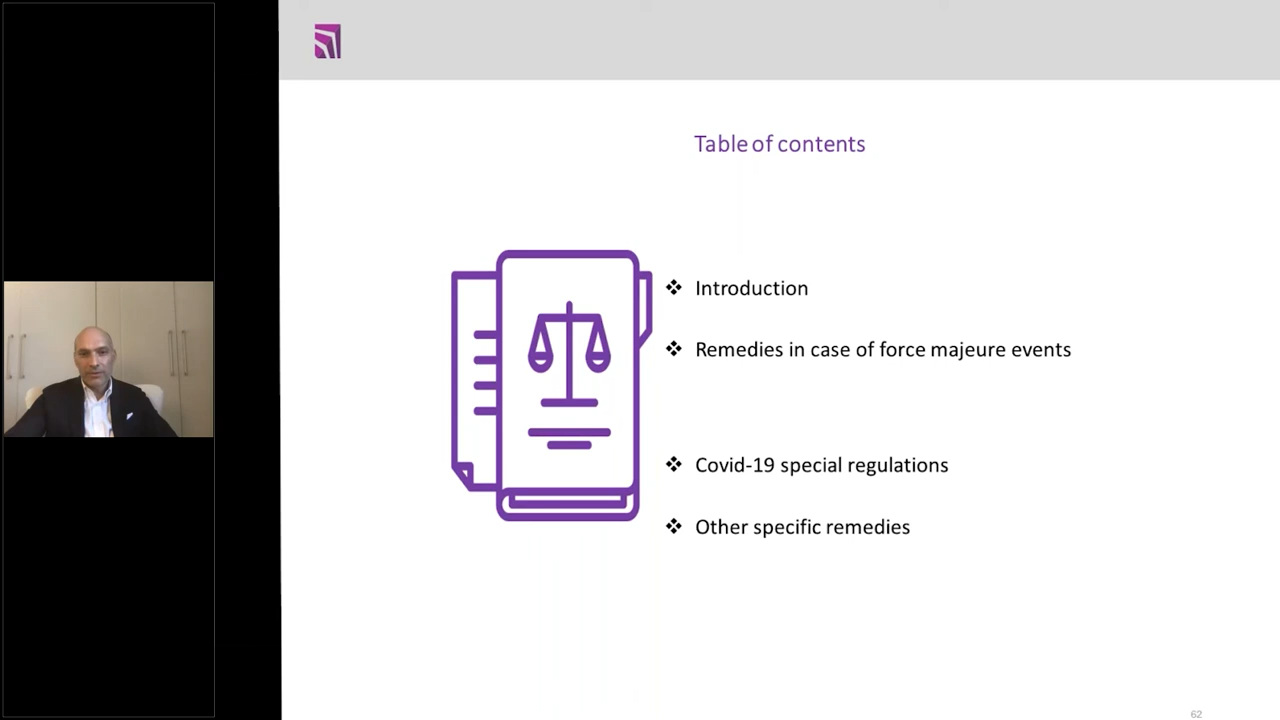 Table of contents
Introduction
Remedies in case of force majeure events
Covid-19 special regulations
Other specific remedies
62